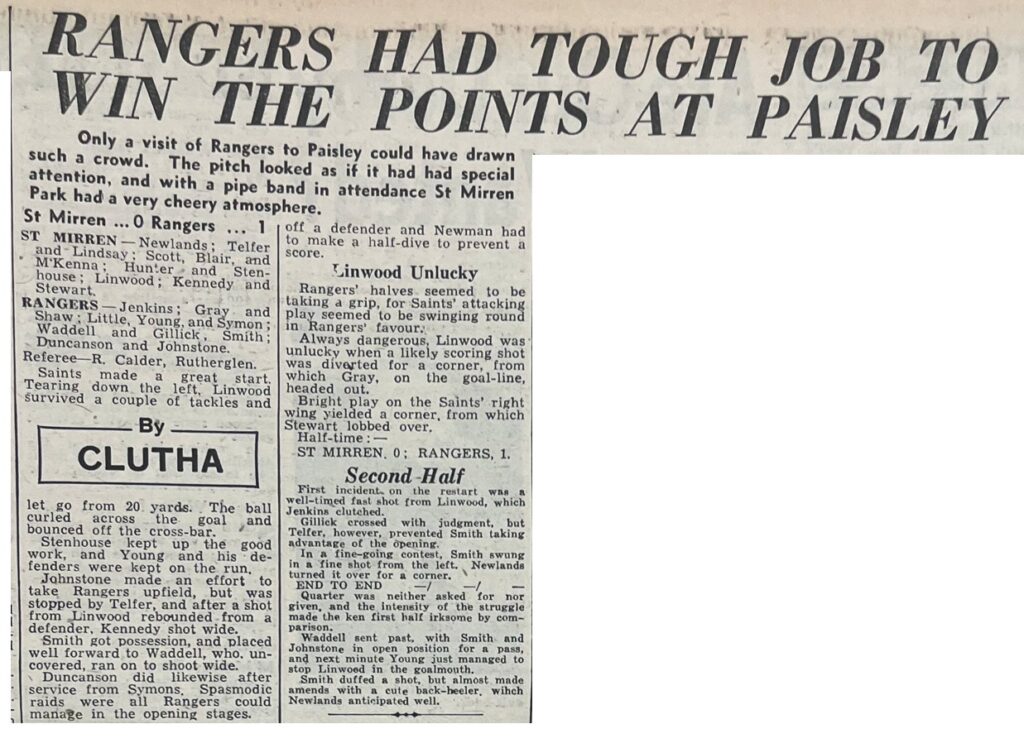 RANGERS HAD TOUGH JOB TO
WIN THE POINTS AT PAISLEY
Only a visit of Rangers to Paisley could have drawn
such a crowd. The pitch looked as if it had had special
attention, and with a pipe band in attendance St Mirren
Park had a very cheery atmosphere.
St Mirren ... 0 Rangers ... 1
ST MIRREN — Newlands; Telfer
and Lindsay; Scott, Blair, and
M'Kenna; Hunter and Sten-
house; Linwood; Kennedy and
Stewart.
RANGERS — Jenkins; Gray and
Shaw; Little, Young, and Symon;
Waddell and Gillick, Smith;
Duncanson and Johnstone.
Referee—R. Calder, Rutherglen.
Saints made a great start.
Tearing down the left, Linwood
survived a couple of tackles and
By
CLUTHA
let go from 20 yards. The ball
curled across the goal and
bounced off the cross-bar.
Stenhouse kept up the good
work, and Young and his de-
fenders were kept on the run.
Johnstone made an effort to
take Rangers upfield, but was
stopped by Telfer, and after a shot
from Linwood rebounded from a
defender, Kennedy shot wide.
Smith got possession, and placed
well forward to Waddell, who, un-
covered, ran on to shoot wide.
Duncanson did likewise after
service from Symons. Spasmodic
raids were all Rangers could
manage in the opening stages.
off a defender and Newman had
to make a half-dive to prevent a
score.
Linwood Unlucky
Rangers' halves seemed to be
taking a grip, for Saints' attacking
play seemed to be swinging round
in Rangers' favour.
Always dangerous, Linwood was
unlucky when a likely scoring shot
was diverted for a corner, from
which Gray, on the goal-line,
headed out.
Bright play on the Saints' right
wing yielded a corner, from which
Stewart lobbed over.
Half-time:—
ST MIRREN, 0; RANGERS, 1.
Second Half
First incident on the restart was a
well-timed fast shot from Linwood, which
Jenkins clutched.
Gillick crossed with judgment, but
Telfer, however, prevented Smith taking
advantage of the opening.
In a fine-going contest, Smith swung
in a fine shot from the left. Newlands
turned it over for a corner.
END TO END —/ —/ —
Quarter was neither asked for nor
given, and the intensity of the struggle
made the ken first half irksome by com-
parison.
Waddell sent past, with Smith and
Johnstone in open position for a pass,
and next minute Young just managed to
stop Linwood in the goalmouth.
Smith duffed a shot, but almost made
amends with a cute back-heeler, wihch
Newlands anticipated well.